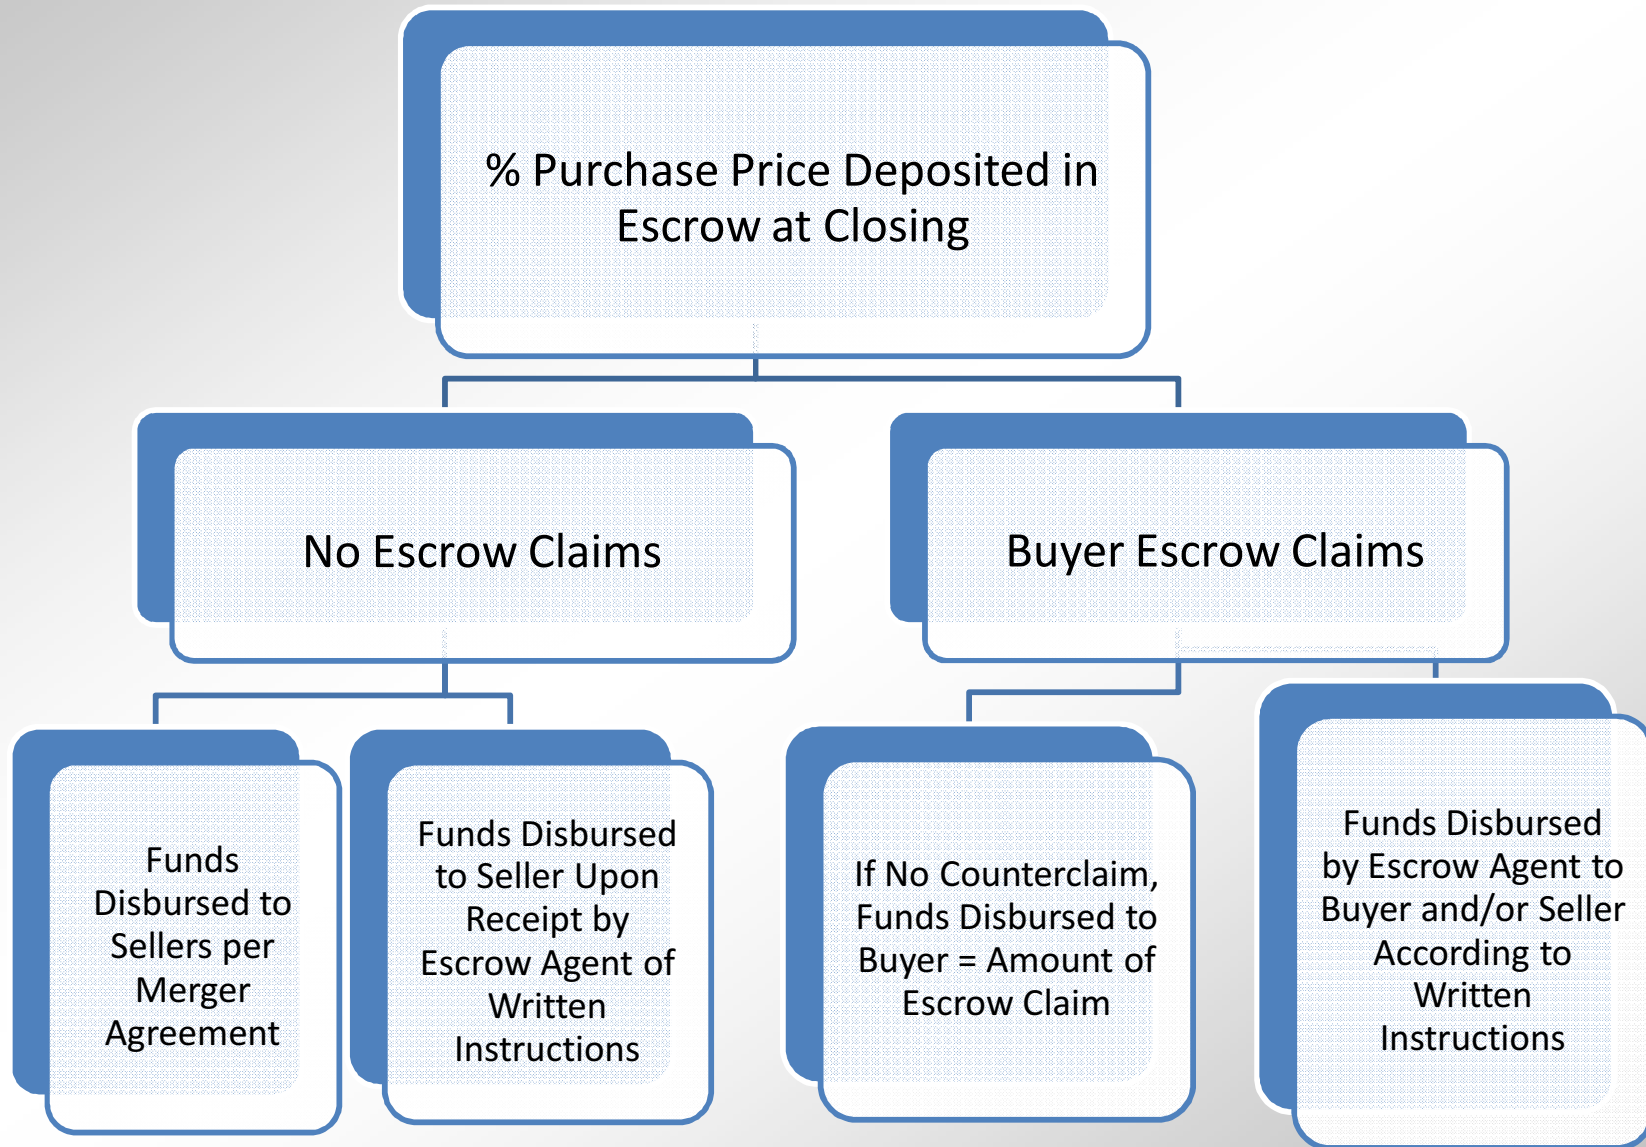 % Purchase Price Deposited in
Escrow at Closing
No Escrow Claims
Buyer Escrow Claims
Funds
Disbursed to
Sellers per
Merger
Agreement
Funds Disbursed
to Seller Upon
Receipt by
Escrow Agent of
Written
Instructions
If No Counterclaim,
Funds Disbursed to
Buyer = Amount of
Escrow Claim
Funds Disbursed
by Escrow Agent to
Buyer and/or Seller
According to
Written
Instructions